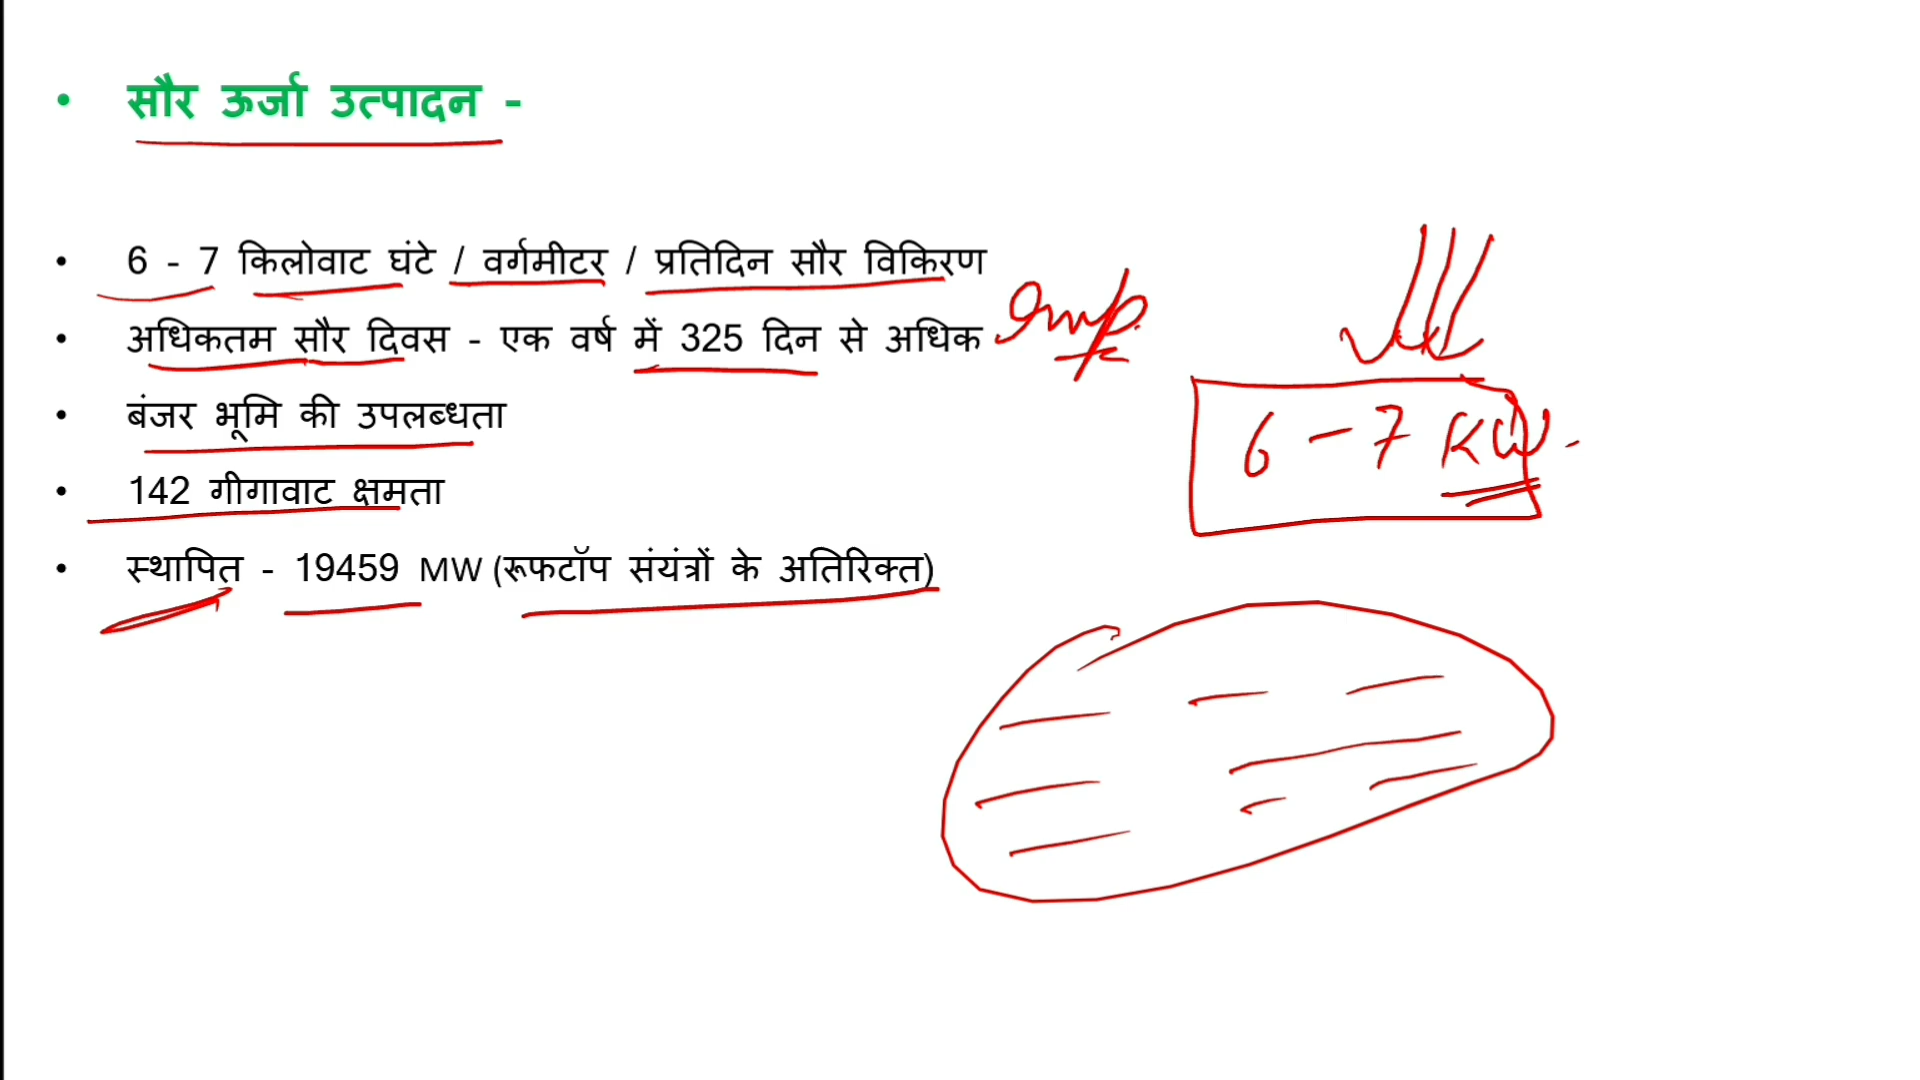 • सौर ऊर्जा उत्पादन -
• 6 - 7 किलोवाट घंटे / वर्गमीटर / प्रतिदिन सौर विकिरण
• अधिकतम सौर दिवस - एक वर्ष में 325 दिन से अधिक
Imp.
• बंजर भूमि की उपलब्धता
6 - 7 KW.
• 142 गीगावाट क्षमता
• स्थापित - 19459 MW (रूफटॉप संयंत्रों के अतिरिक्त)